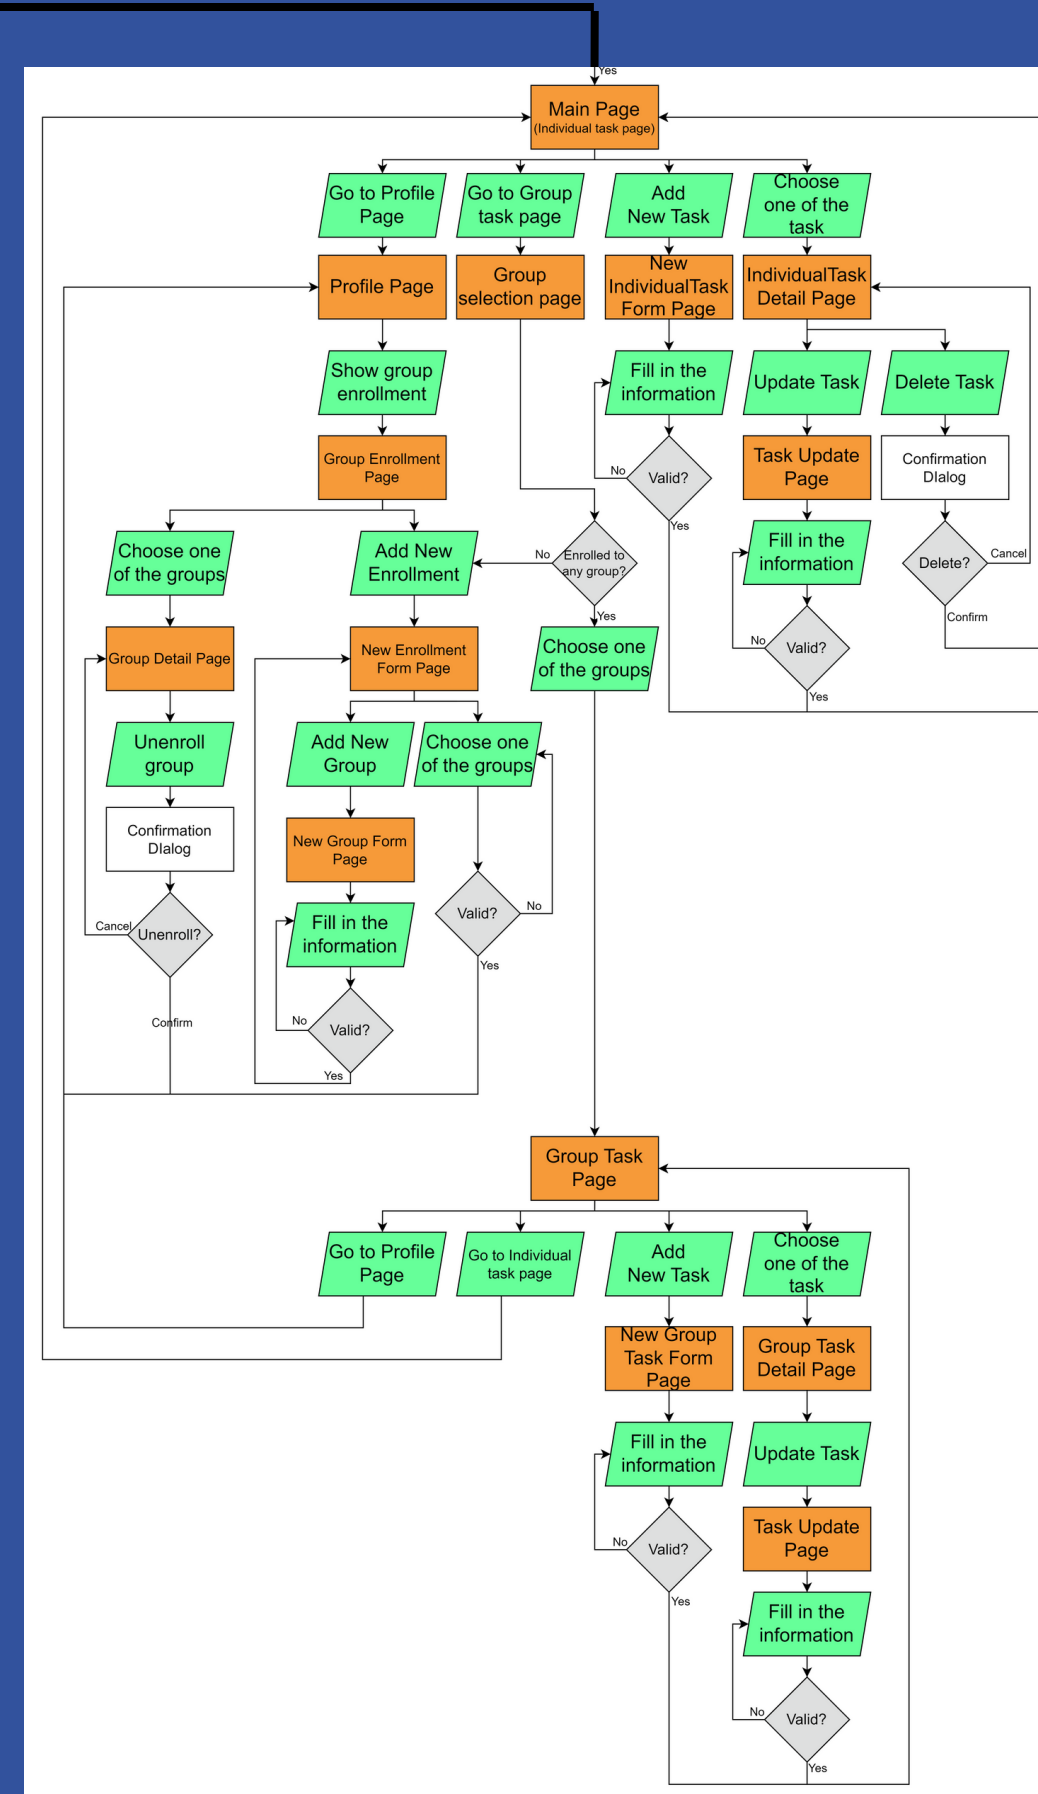 Yes
Main Page
(Individual task page)
Go to Profile
Page
Go to Group
task page
Add
New Task
Choose
one of the
task
Profile Page
Group
selection page
New
IndividualTask
Form Page
IndividualTask
Detail Page
Show group
enrollment
Fill in the
information
Update Task
Delete Task
Group Enrollment
Page
No
Valid?
Yes
Task Update
Page
Confirmation
DIalog
Choose one
of the groups
Add New
Enrollment
No
Enrolled to
any group?
Yes
Fill in the
information
Delete?
Cancel
Confirm
Group Detail Page
New Enrollment
Form Page
Choose one
of the groups
No
Valid?
Yes
Unenroll
group
Add New
Group
Choose one
of the groups
Confirmation
DIalog
New Group Form
Page
Cancel
Unenroll?
Confirm
Fill in the
information
Valid?
No
Yes
No
Valid?
Yes
Group Task
Page
Go to Profile
Page
Go to Individual
task page
Add
New Task
Choose
one of the
task
New Group
Task Form
Page
Group Task
Detail Page
Fill in the
information
Update Task
No
Valid?
Yes
Task Update
Page
Fill in the
information
No
Valid?
Yes